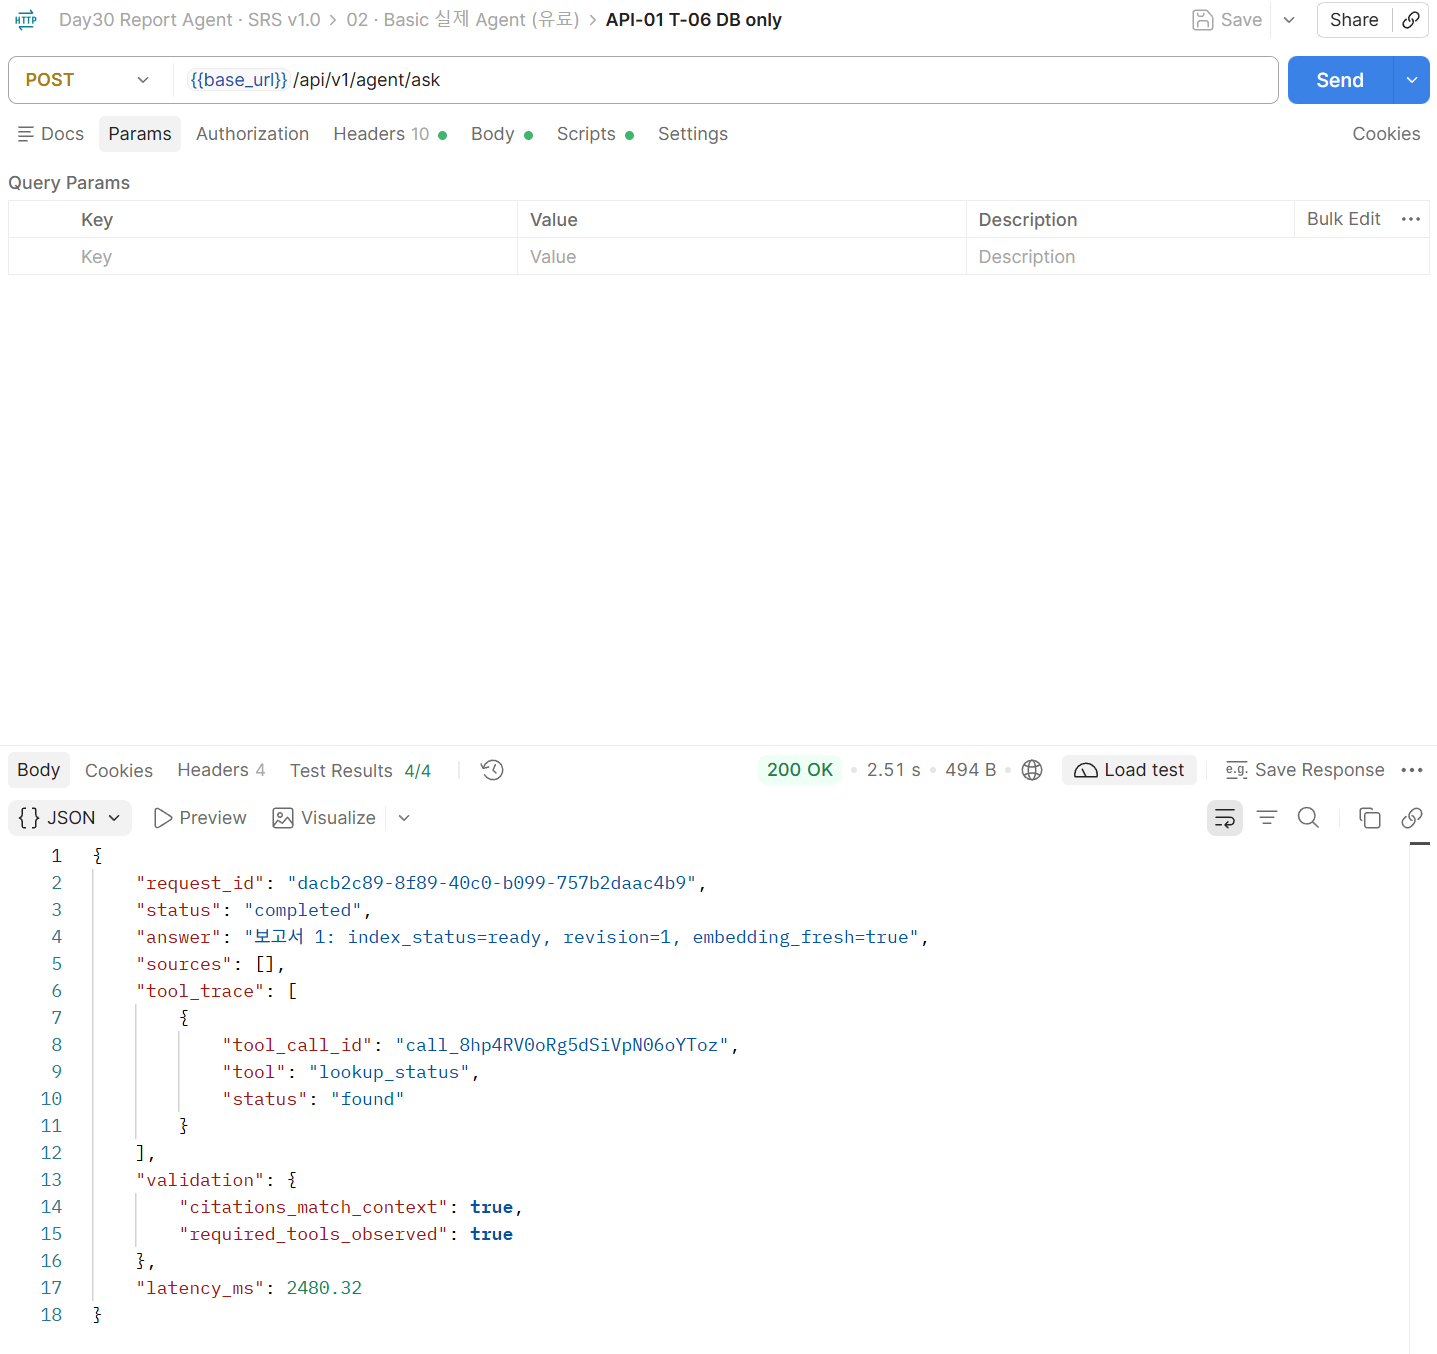 HTTP Day30 Report Agent · SRS v1.0 > 02 · Basic 실제 Agent (유료) > API-01 T-06 DB only Save Share
POST {{base_url}} /api/v1/agent/ask Send
Docs Params Authorization Headers 10 Body Scripts Settings Cookies
Query Params
Key Value Description Bulk Edit
Key Value Description
Body Cookies Headers 4 Test Results 4/4 200 OK 2.51 s 494 B Load test e.g. Save Response
{} JSON Preview Visualize
1 {
2 "request_id": "dacb2c89-8f89-40c0-b099-757b2daac4b9",
3 "status": "completed",
4 "answer": "보고서 1: index_status=ready, revision=1, embedding_fresh=true",
5 "sources": [],
6 "tool_trace": [
7 {
8 "tool_call_id": "call_8hp4RV0oRg5dSiVpN06oYToz",
9 "tool": "lookup_status",
10 "status": "found"
11 }
12 ],
13 "validation": {
14 "citations_match_context": true,
15 "required_tools_observed": true
16 },
17 "latency_ms": 2480.32
18 }